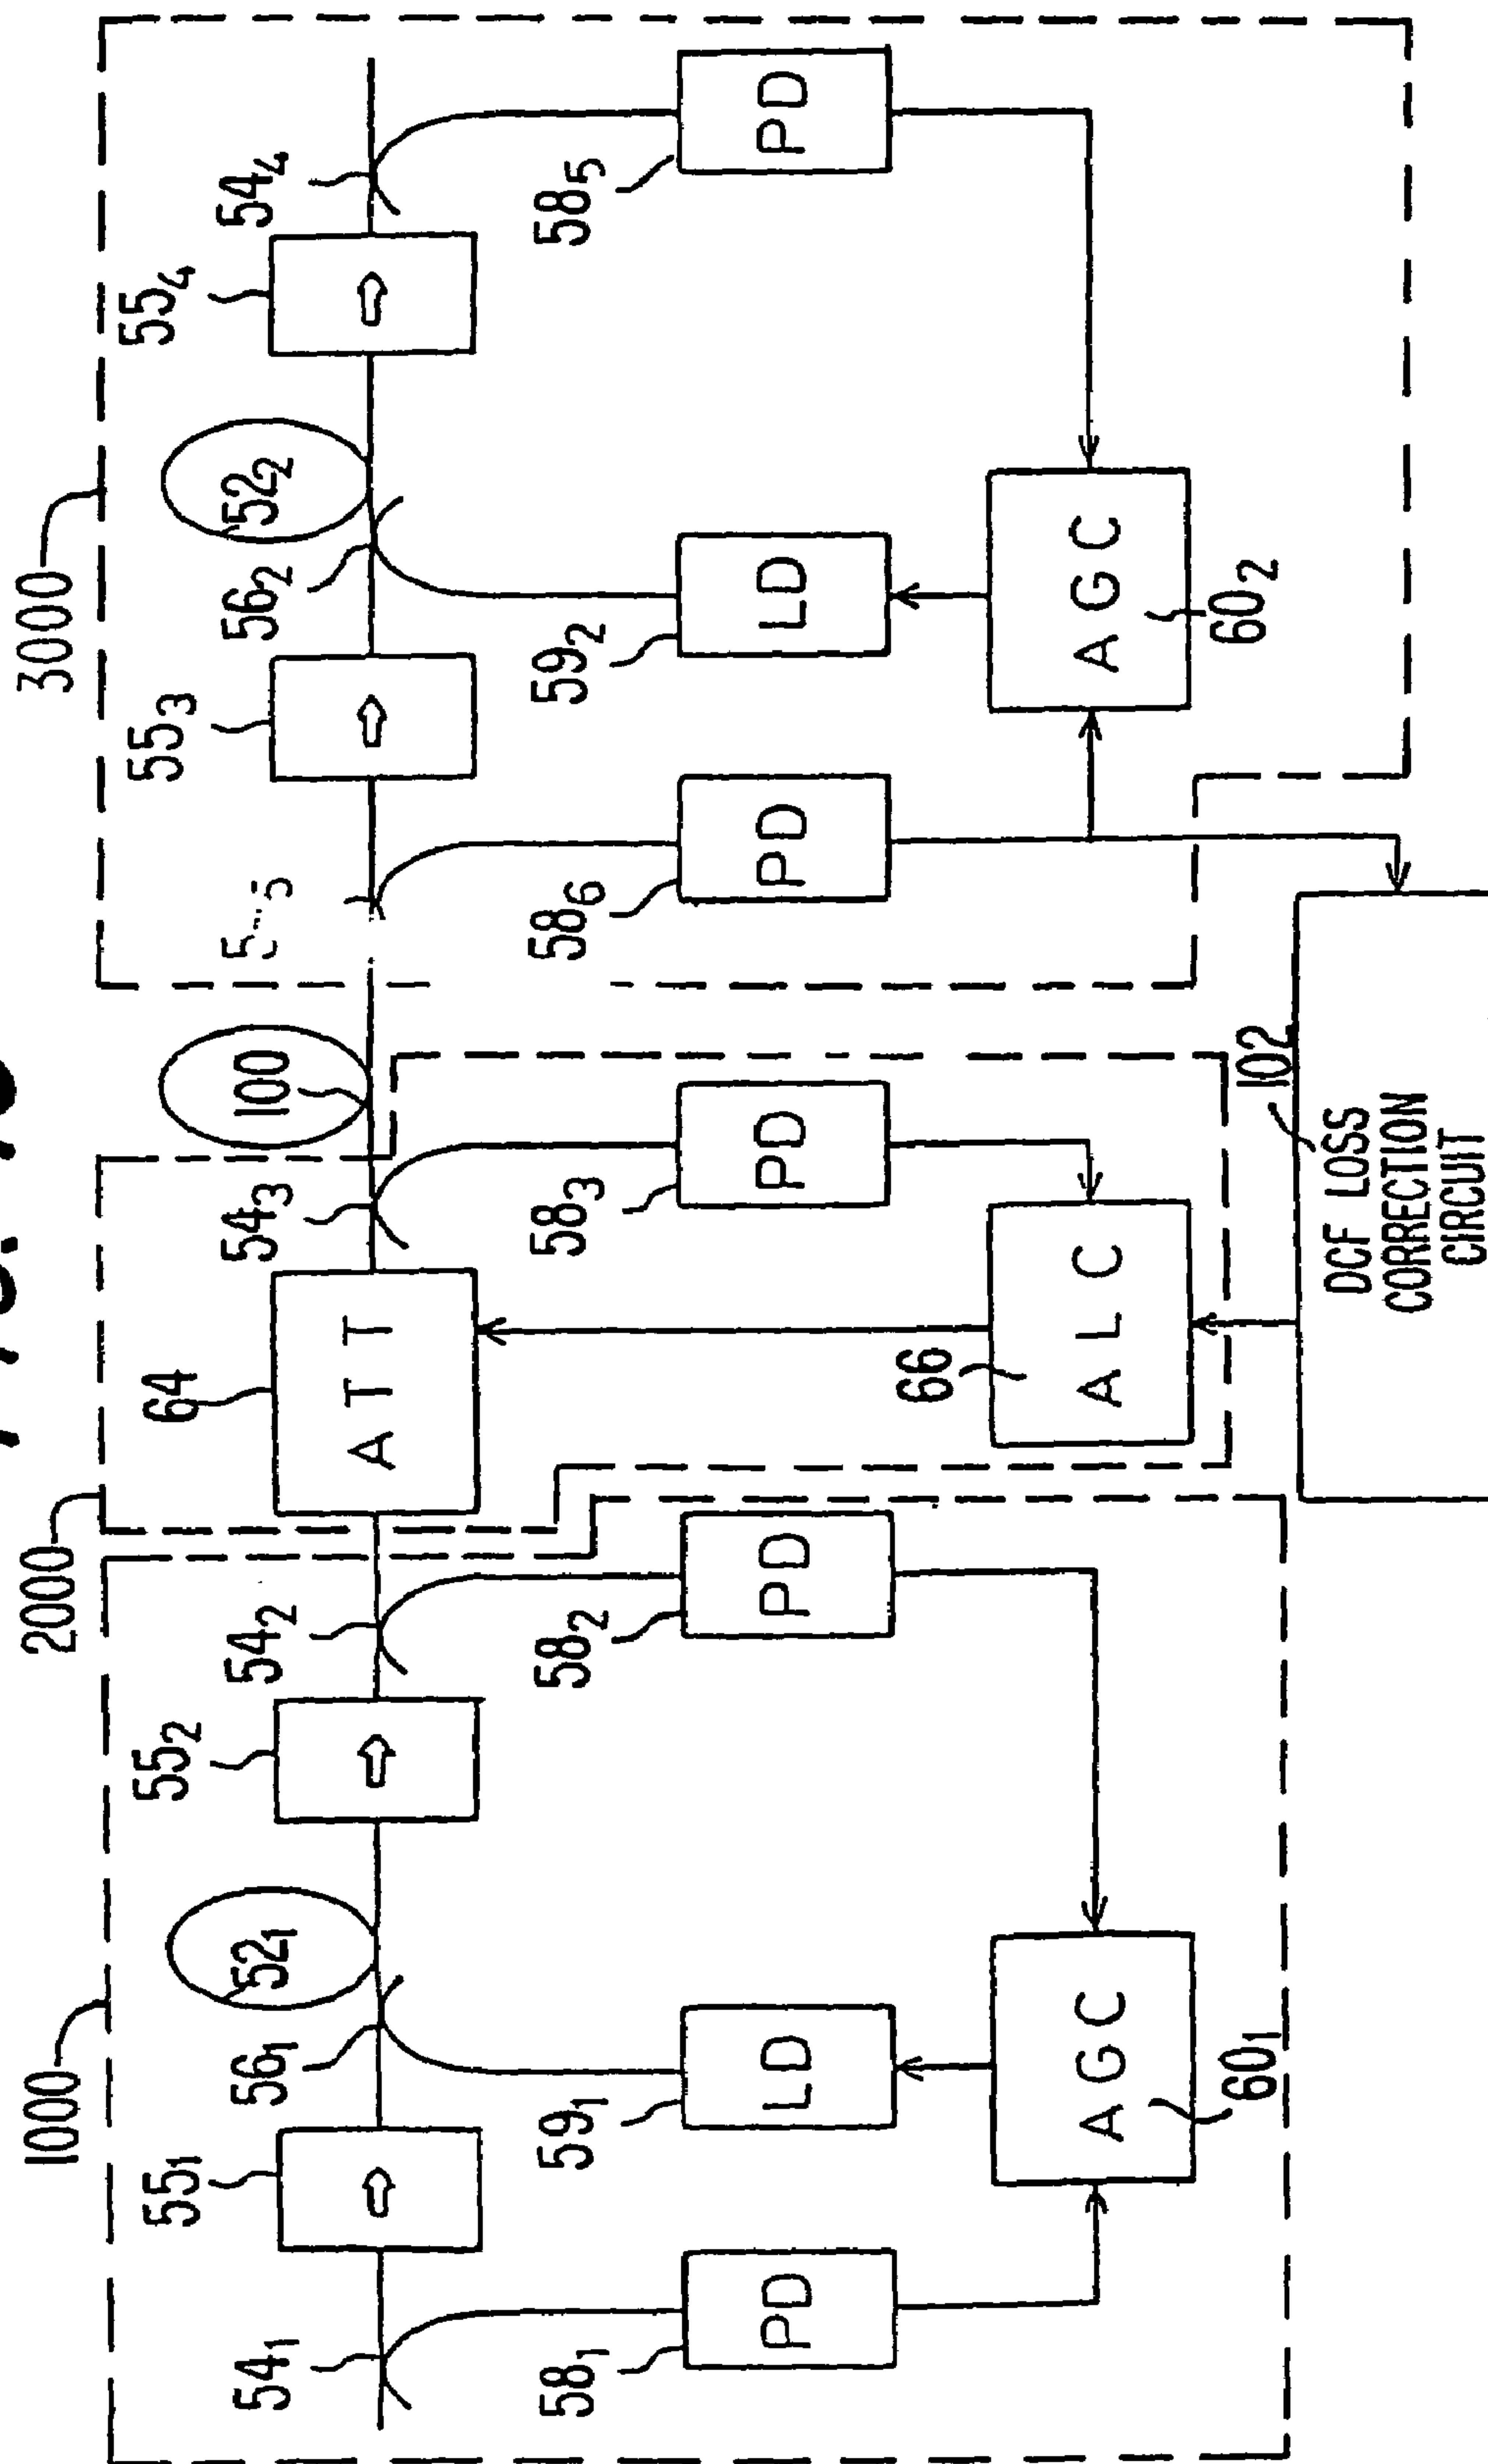 1000
2000
3000
54₁
55₁
56₁
52₁
55₂
54₂
64
54₃
100
55₃
56₂
52₂
55₄
54₄
ATT
58₁
PD
59₁
LD
58₂
PD
58₃
PD
58₆
PD
59₂
LD
58₅
PD
AGC
60₁
66
ALC
AGC
60₂
102
DCF LOSS
CORRECTION
CIRCUIT